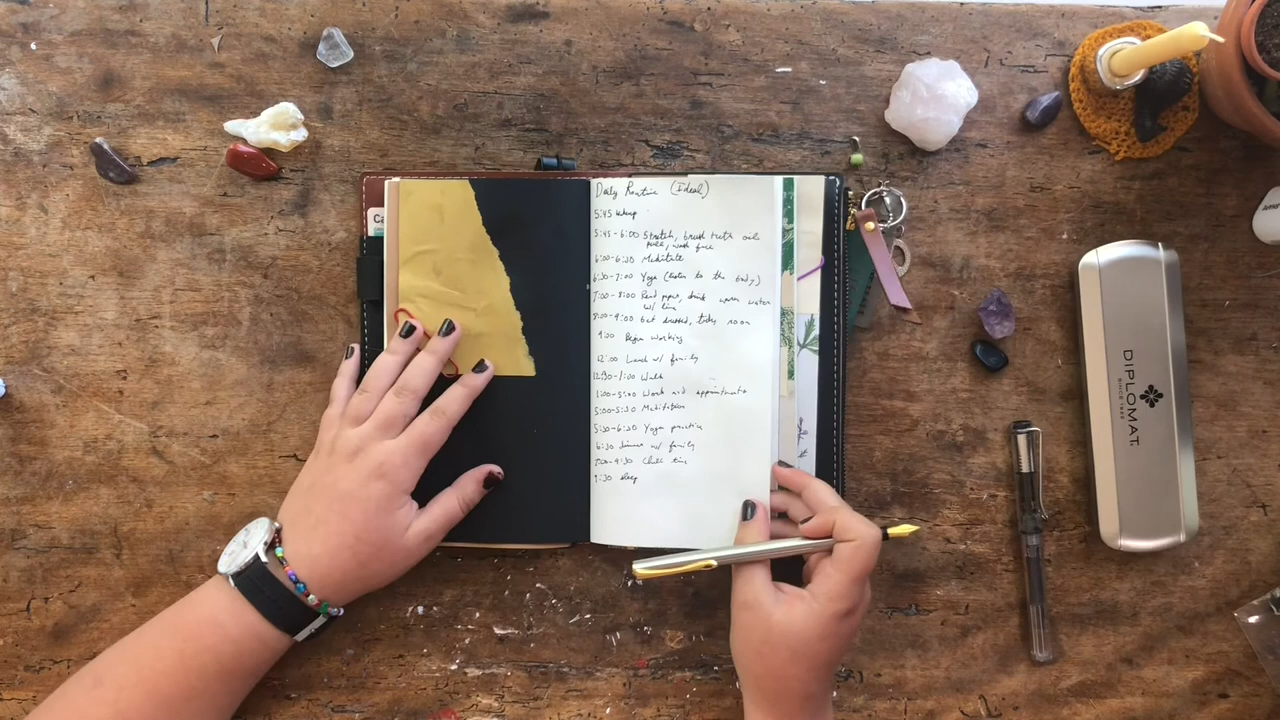 Daily Routine (Ideal)
5:45 Wakeup
5:45-6:00 Stretch, brush teeth oil
pull, wash face
6:00-6:30 Meditate
6:30-7:00 Yoga (listen to the body)
7:00-8:00 Read paper, drink warm water
w/ lime
8:00-9:00 Get dressed, tidy room
9:00 Begin working
12:00 Lunch w/ family
12:30-1:00 Walk
1:00-5:00 Work and appointments
5:00-5:30 Meditation
5:30-6:30 Yoga practice
6:30 dinner w/ family
7:00-9:30 Chill time
9:30 sleep
Ca
DIPLOMAT
SINCE 1922